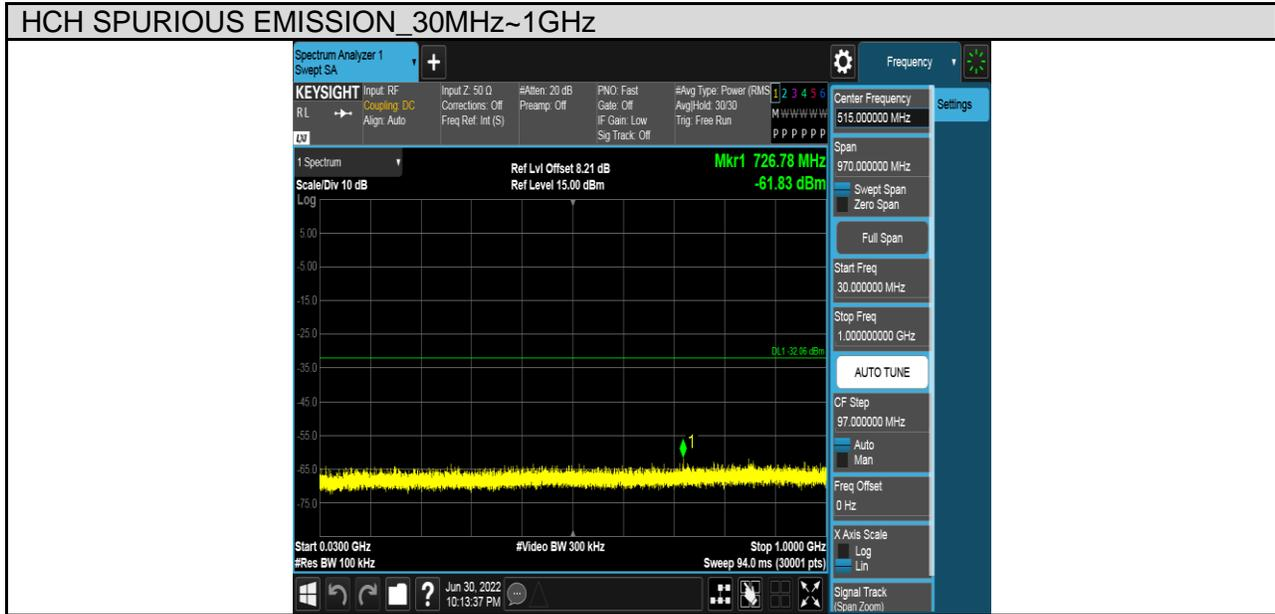 HCH SPURIOUS EMISSION_30MHz~1GHz
Spectrum Analyzer 1
Swept SA
+
Frequency
KEYSIGHT
Input: RF
Input Z: 50 Ω
#Atten: 20 dB
PNO: Fast
#Avg Type: Power (RMS
1 2 3 4 5 6
RL
Coupling: DC
Corrections: Off
Preamp: Off
Gate: Off
Avg|Hold: 30/30
M W W W W W
Align: Auto
Freq Ref: Int (S)
IF Gain: Low
Trig: Free Run
Sig Track: Off
P P P P P P
LXI
Center Frequency
515.000000 MHz
Settings
1 Spectrum
Ref Lvl Offset 8.21 dB
Mkr1 726.78 MHz
Scale/Div 10 dB
Ref Level 15.00 dBm
-61.83 dBm
Log
5.00
-5.00
-15.0
-25.0
DL1 -32.06 dBm
-35.0
-45.0
-55.0
1
-65.0
-75.0
Start 0.0300 GHz
#Video BW 300 kHz
Stop 1.0000 GHz
#Res BW 100 kHz
Sweep 94.0 ms (30001 pts)
Span
970.000000 MHz
Swept Span
Zero Span
Full Span
Start Freq
30.000000 MHz
Stop Freq
1.000000000 GHz
AUTO TUNE
CF Step
97.000000 MHz
Auto
Man
Freq Offset
0 Hz
X Axis Scale
Log
Lin
Signal Track
(Span Zoom)
?
Jun 30, 2022
10:13:37 PM